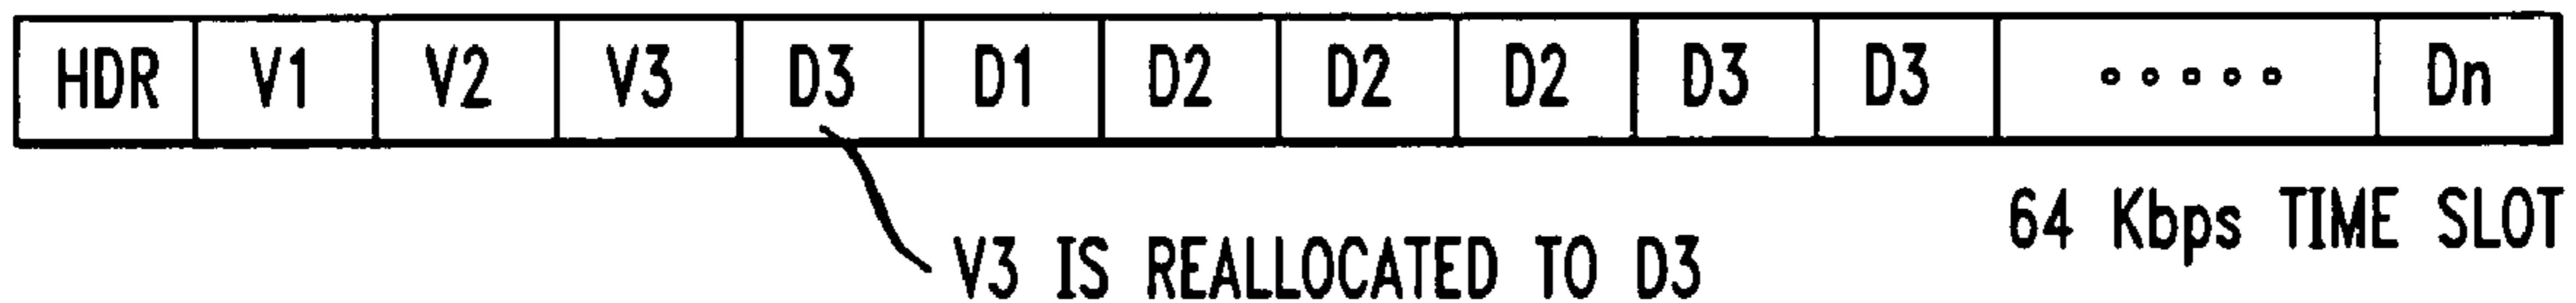 HDR V1 V2 V3 D3 D1 D2 D2 D2 D3 D3 Dn
64 Kbps TIME SLOT
V3 IS REALLOCATED TO D3